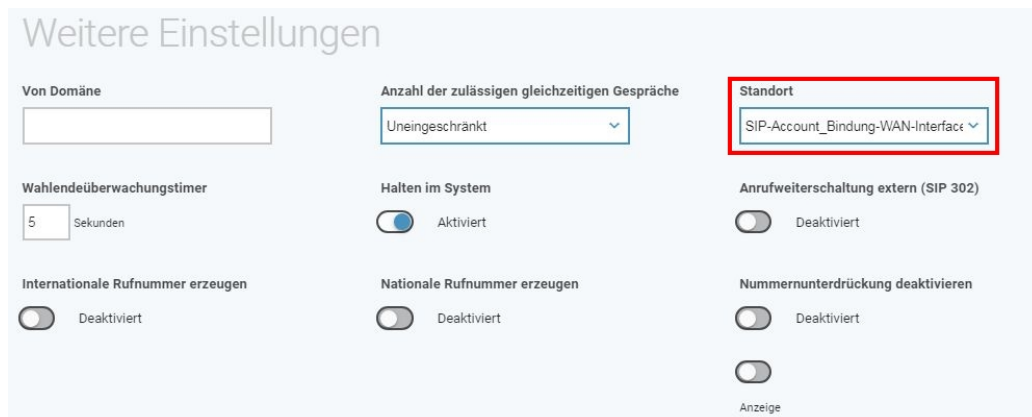 Weitere Einstellungen
Von Domäne
Anzahl der zulässigen gleichzeitigen Gespräche
Standort
Uneingeschränkt
SIP-Account_Bindung-WAN-Interface
Wahlendeüberwachungstimer
Halten im System
Anrufweiterschaltung extern (SIP 302)
5 Sekunden
Aktiviert
Deaktiviert
Internationale Rufnummer erzeugen
Nationale Rufnummer erzeugen
Nummernunterdrückung deaktivieren
Deaktiviert
Deaktiviert
Deaktiviert
Anzeige